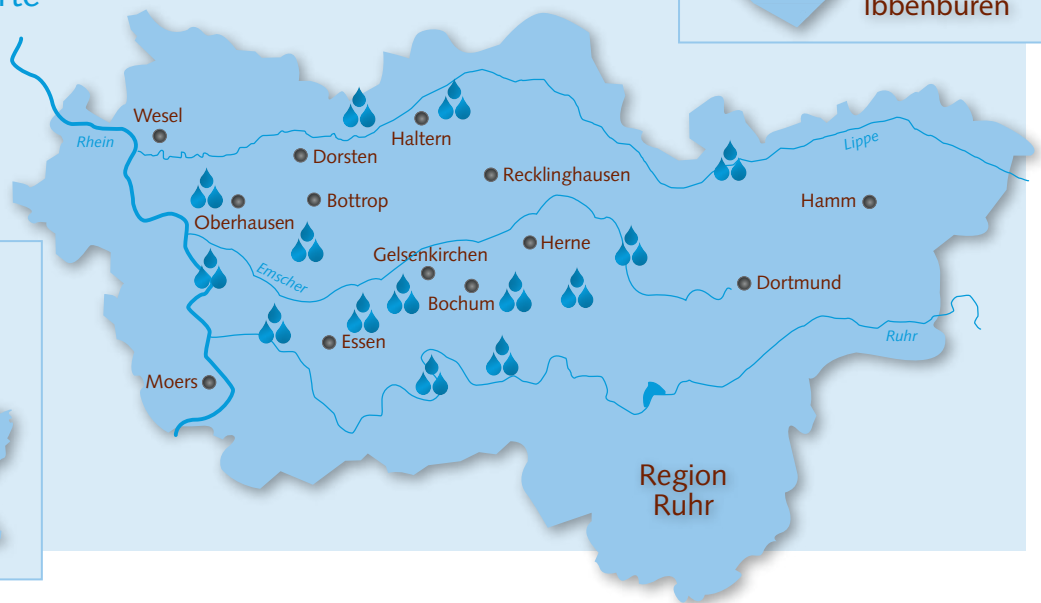 rte
Ibbenbüren
Wesel
Rhein
Haltern
Dorsten
Lippe
Recklinghausen
Bottrop
Hamm
Oberhausen
Herne
Gelsenkirchen
Emscher
Dortmund
Bochum
Essen
Ruhr
Moers
Region
Ruhr